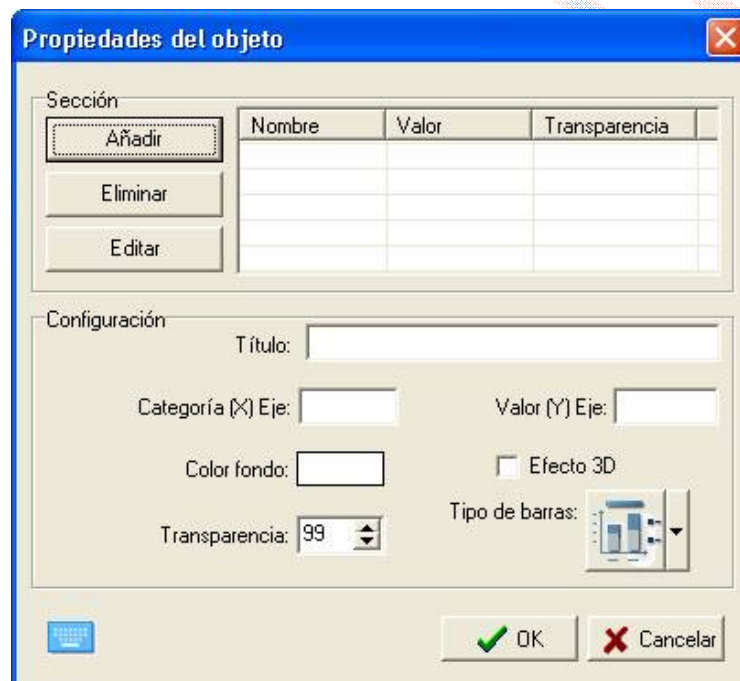 Propiedades del objeto
Sección
Añadir
Nombre Valor Transparencia
Eliminar
Editar
Configuración
Título:
Categoría (X) Eje: Valor (Y) Eje:
Color fondo: Efecto 3D
Tipo de barras:
Transparencia: 99
OK Cancelar